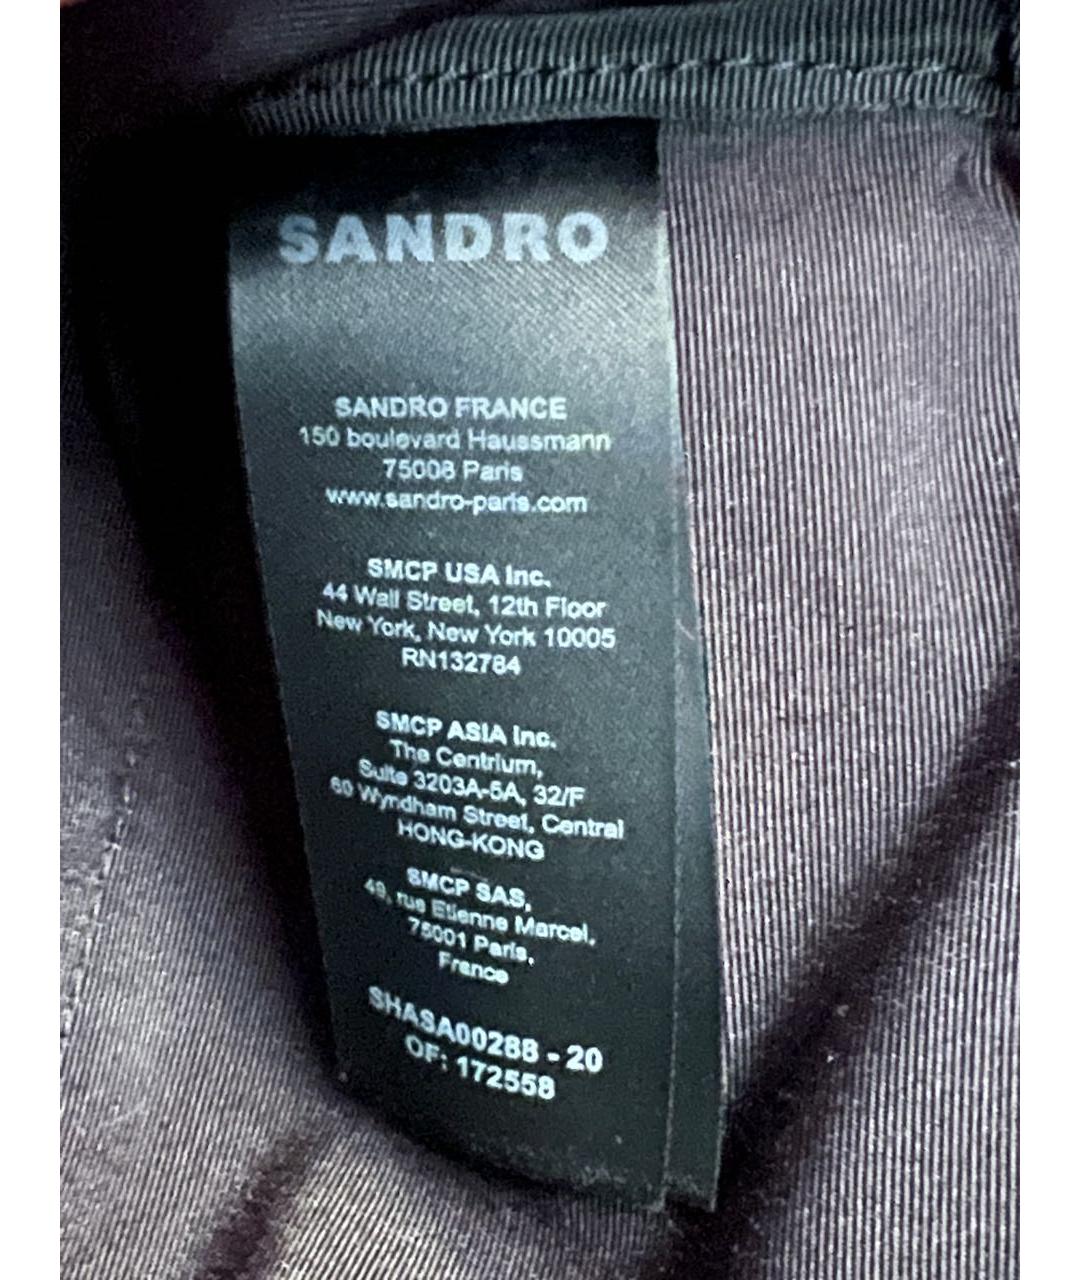 SANDRO
SANDRO FRANCE
150 boulevard Haussmann
75008 Paris
www.sandro-paris.com
SMCP USA Inc.
44 Wall Street, 12th Floor
New York, New York 10005
RN132784
SMCP ASIA Inc.
The Centrium,
Suite 3203A-5A, 32/F
60 Wyndham Street, Central
HONG-KONG
SMCP SAS,
49, rue Etienne Marcel,
75001 Paris,
France
SHASA00288 - 20
OF: 172558